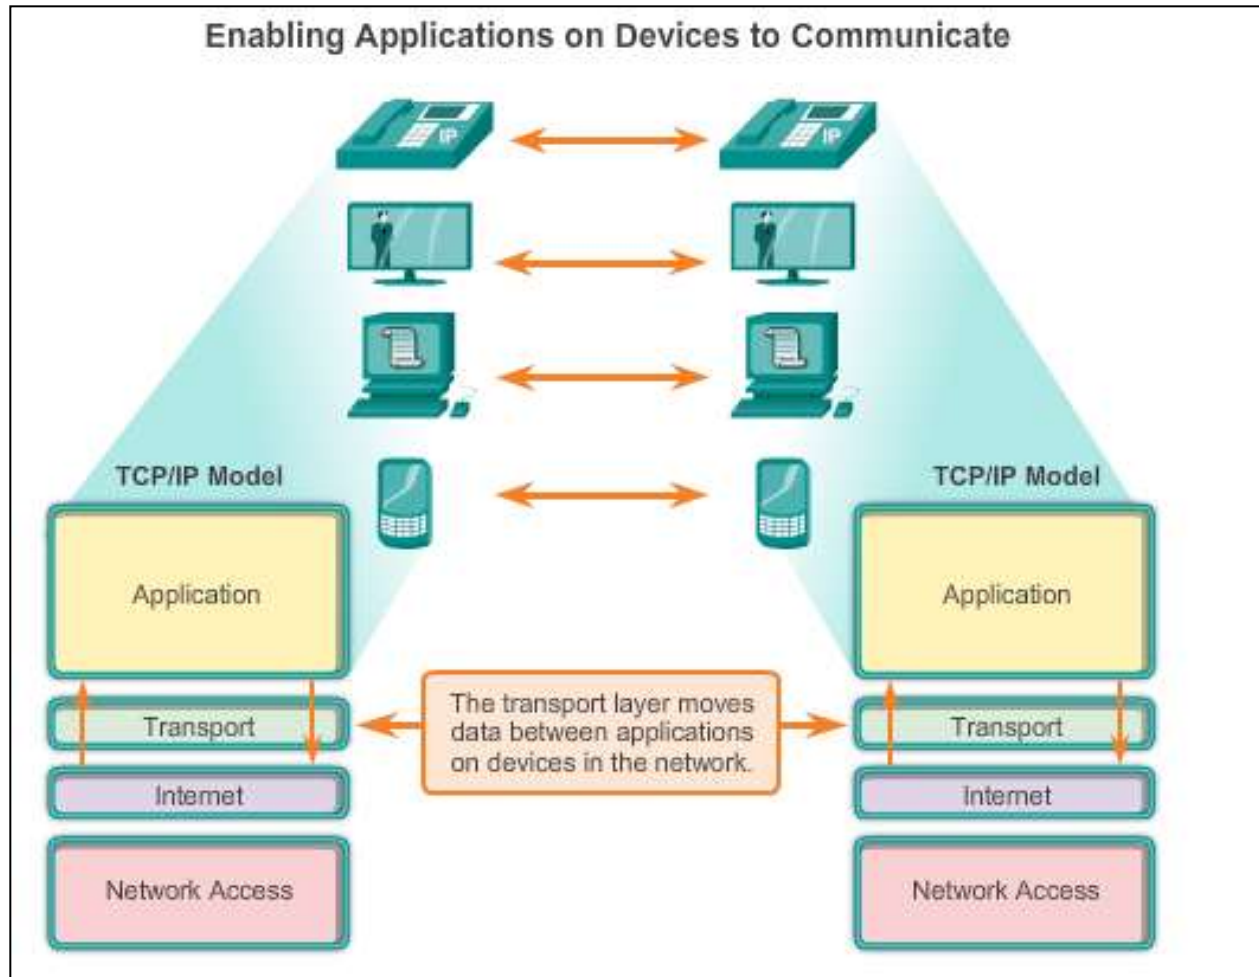 Enabling Applications on Devices to Communicate
IP
IP
TCP/IP Model
TCP/IP Model
Application
Application
The transport layer moves
data between applications
on devices in the network.
Transport
Transport
Internet
Internet
Network Access
Network Access